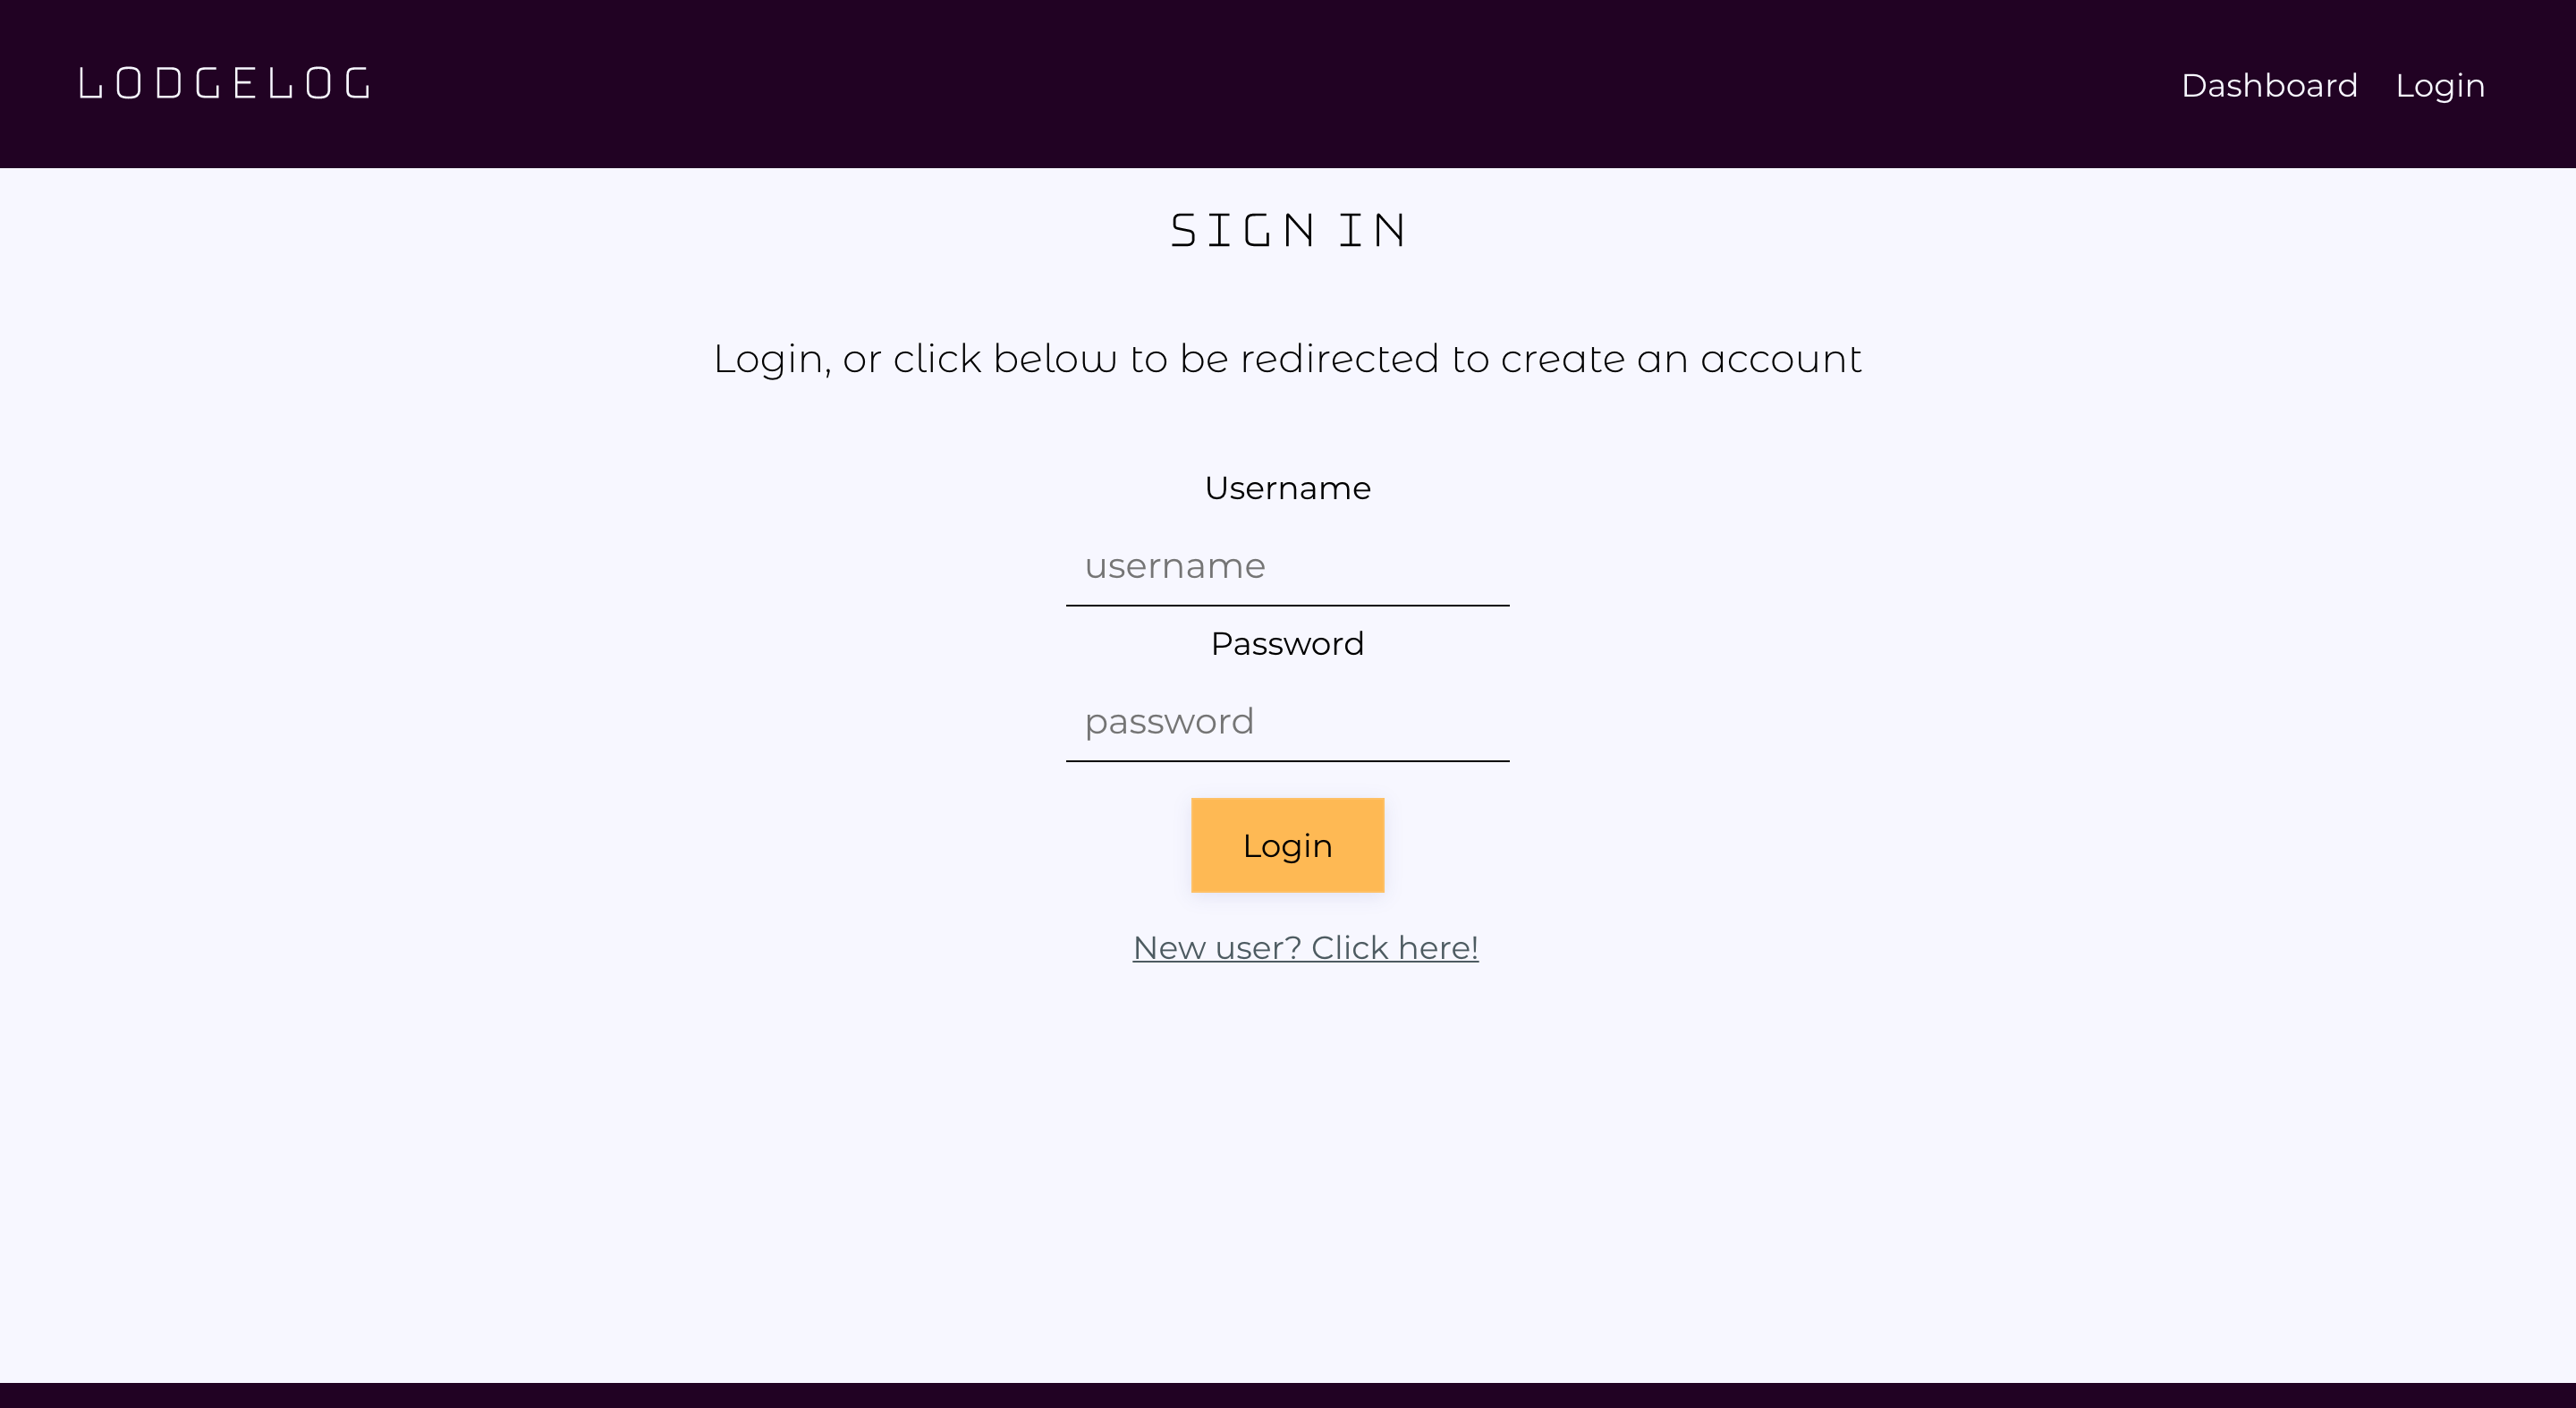 LODGELOG
Dashboard Login
SIGN IN
Login, or click below to be redirected to create an account
Username
username
Password
password
Login
New user? Click here!